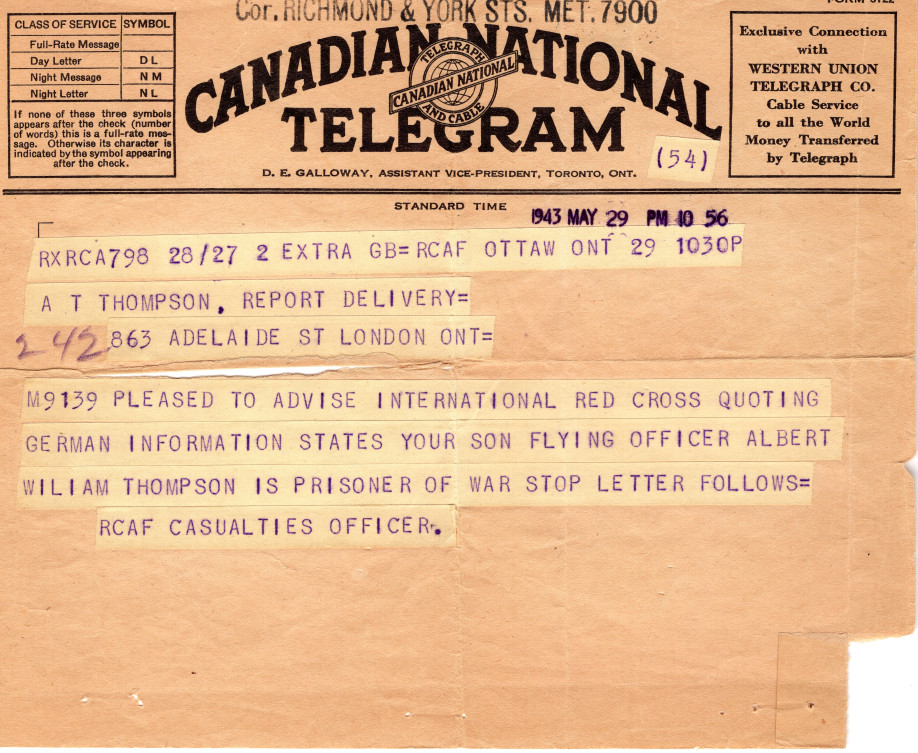 Cor. RICHMOND & YORK STS. MET. 7900
CLASS OF SERVICE SYMBOL
Full-Rate Message
Day Letter D L
Night Message N M
Night Letter N L
If none of these three symbols
appears after the check (number
of words) this is a full-rate mes-
sage. Otherwise its character is
indicated by the symbol appearing
after the check.
CANADIAN NATIONAL
TELEGRAPH
CANADIAN NATIONAL
AND CABLE
TELEGRAM
D. E. GALLOWAY, ASSISTANT VICE-PRESIDENT, TORONTO, ONT.
(54)
Exclusive Connection
with
WESTERN UNION
TELEGRAPH CO.
Cable Service
to all the World
Money Transferred
by Telegraph
STANDARD TIME
1943 MAY 29 PM 10 56
RXRCA798 28/27 2 EXTRA GB=RCAF OTTAW ONT 29 1030P
A T THOMPSON, REPORT DELIVERY=
242 863 ADELAIDE ST LONDON ONT=
M9139 PLEASED TO ADVISE INTERNATIONAL RED CROSS QUOTING
GERMAN INFORMATION STATES YOUR SON FLYING OFFICER ALBERT
WILIAM THOMPSON IS PRISONER OF WAR STOP LETTER FOLLOWS=
RCAF CASUALTIES OFFICER.